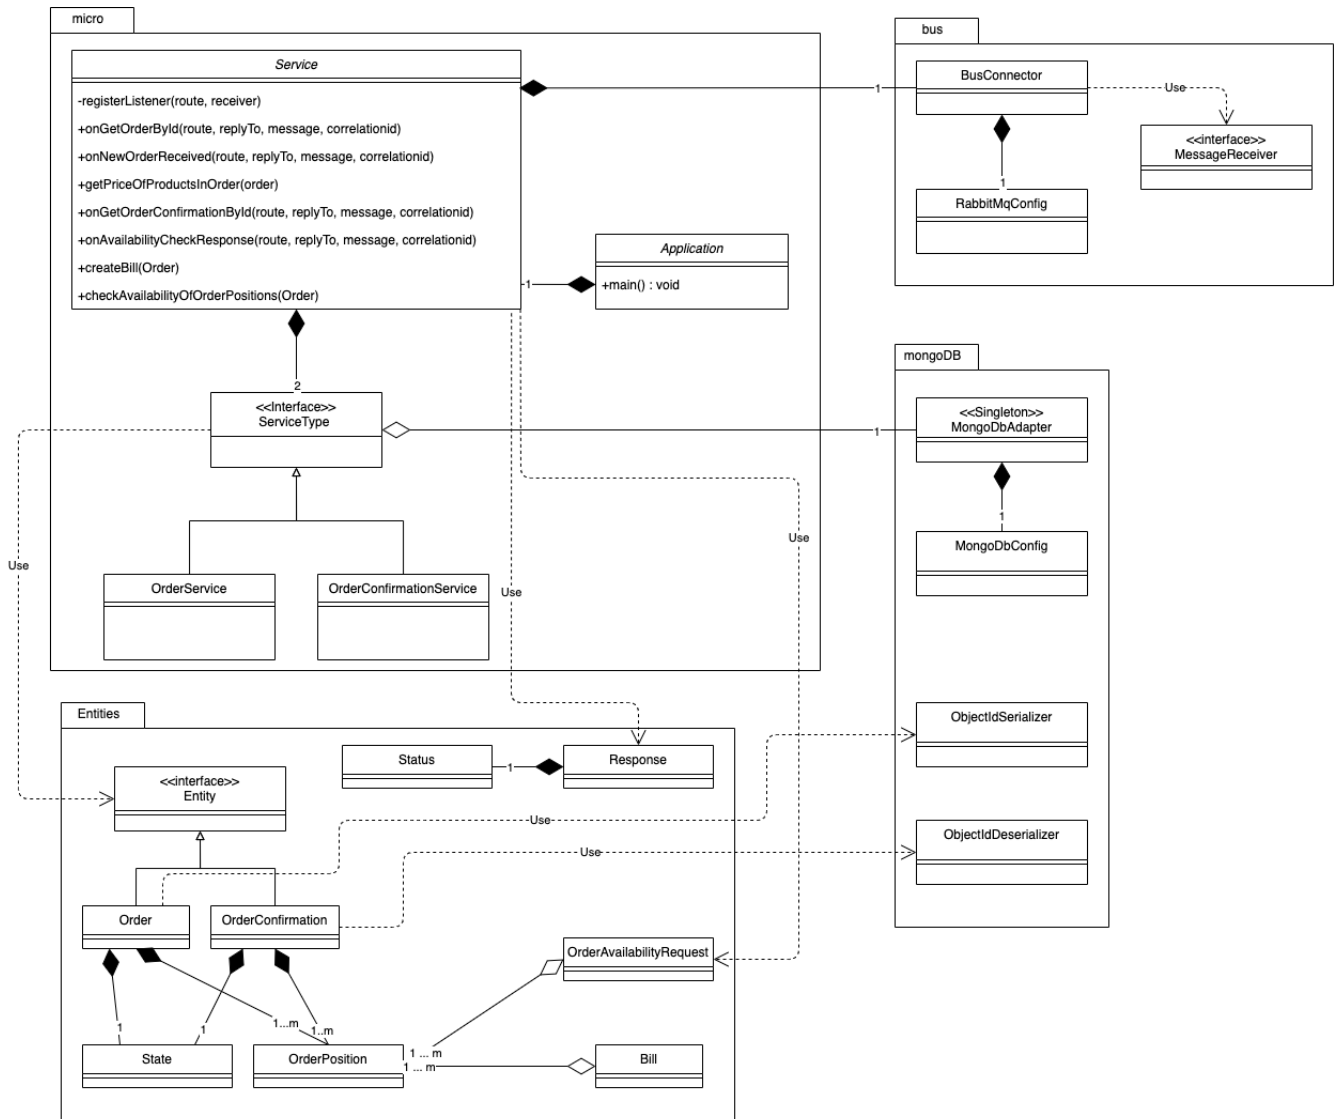 micro
Service
-registerListener(route, receiver)
+onGetOrderById(route, replyTo, message, correlationid)
+onNewOrderReceived(route, replyTo, message, correlationid)
+getPriceOfProductsInOrder(order)
+onGetOrderConfirmationById(route, replyTo, message, correlationid)
+onAvailabilityCheckResponse(route, replyTo, message, correlationid)
+createBill(Order)
+checkAvailabilityOfOrderPositions(Order)
1
Application
+main() : void
1
2
<<Interface>>
ServiceType
1
OrderService
OrderConfirmationService
Use
Use
Use
bus
BusConnector
Use
<<interface>>
MessageReceiver
1
RabbitMqConfig
mongoDB
<<Singleton>>
MongoDbAdapter
1
MongoDbConfig
ObjectIdSerializer
ObjectIdDeserializer
Entities
Status
1
Response
<<interface>>
Entity
Use
Use
Order
OrderConfirmation
OrderAvailabilityRequest
1
1
1...m
1..m
1 ... m
1 ... m
State
OrderPosition
Bill